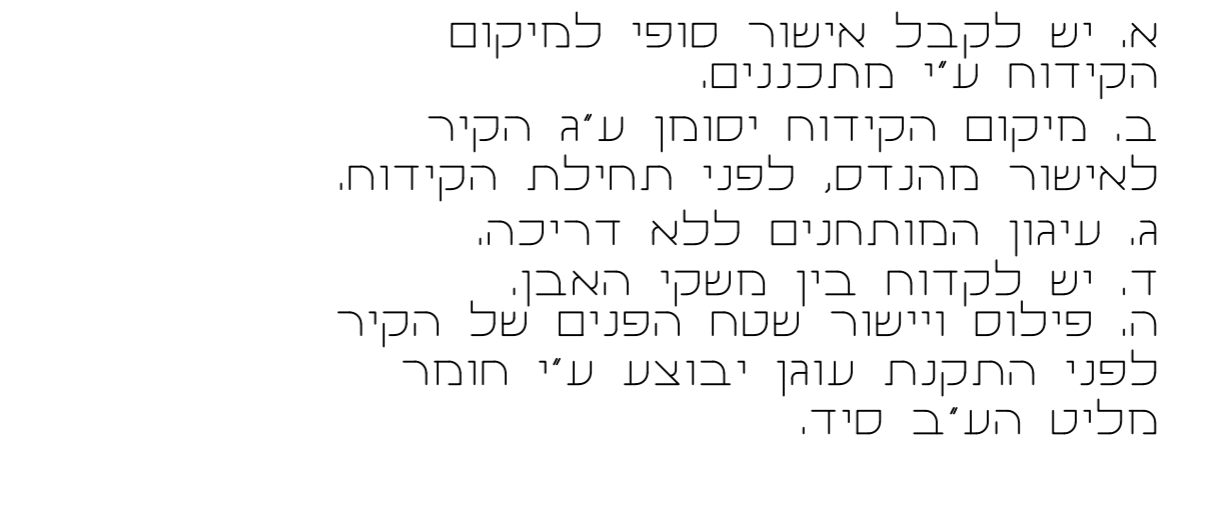 א. יש לקבל אישור סופי למיקום
הקידוח ע"י מתכננים.
ב. מיקום הקידוח יסומן ע"ג הקיר
לאישור מהנדס, לפני תחילת הקידוח.
ג. עיגון המותחנים ללא דריכה.
ד. יש לקדוח בין משקי האבן.
ה. פילוס ויישור שטח הפנים של הקיר
לפני התקנת עוגן יבוצע ע"י חומר
מליט הע"ב סיד.